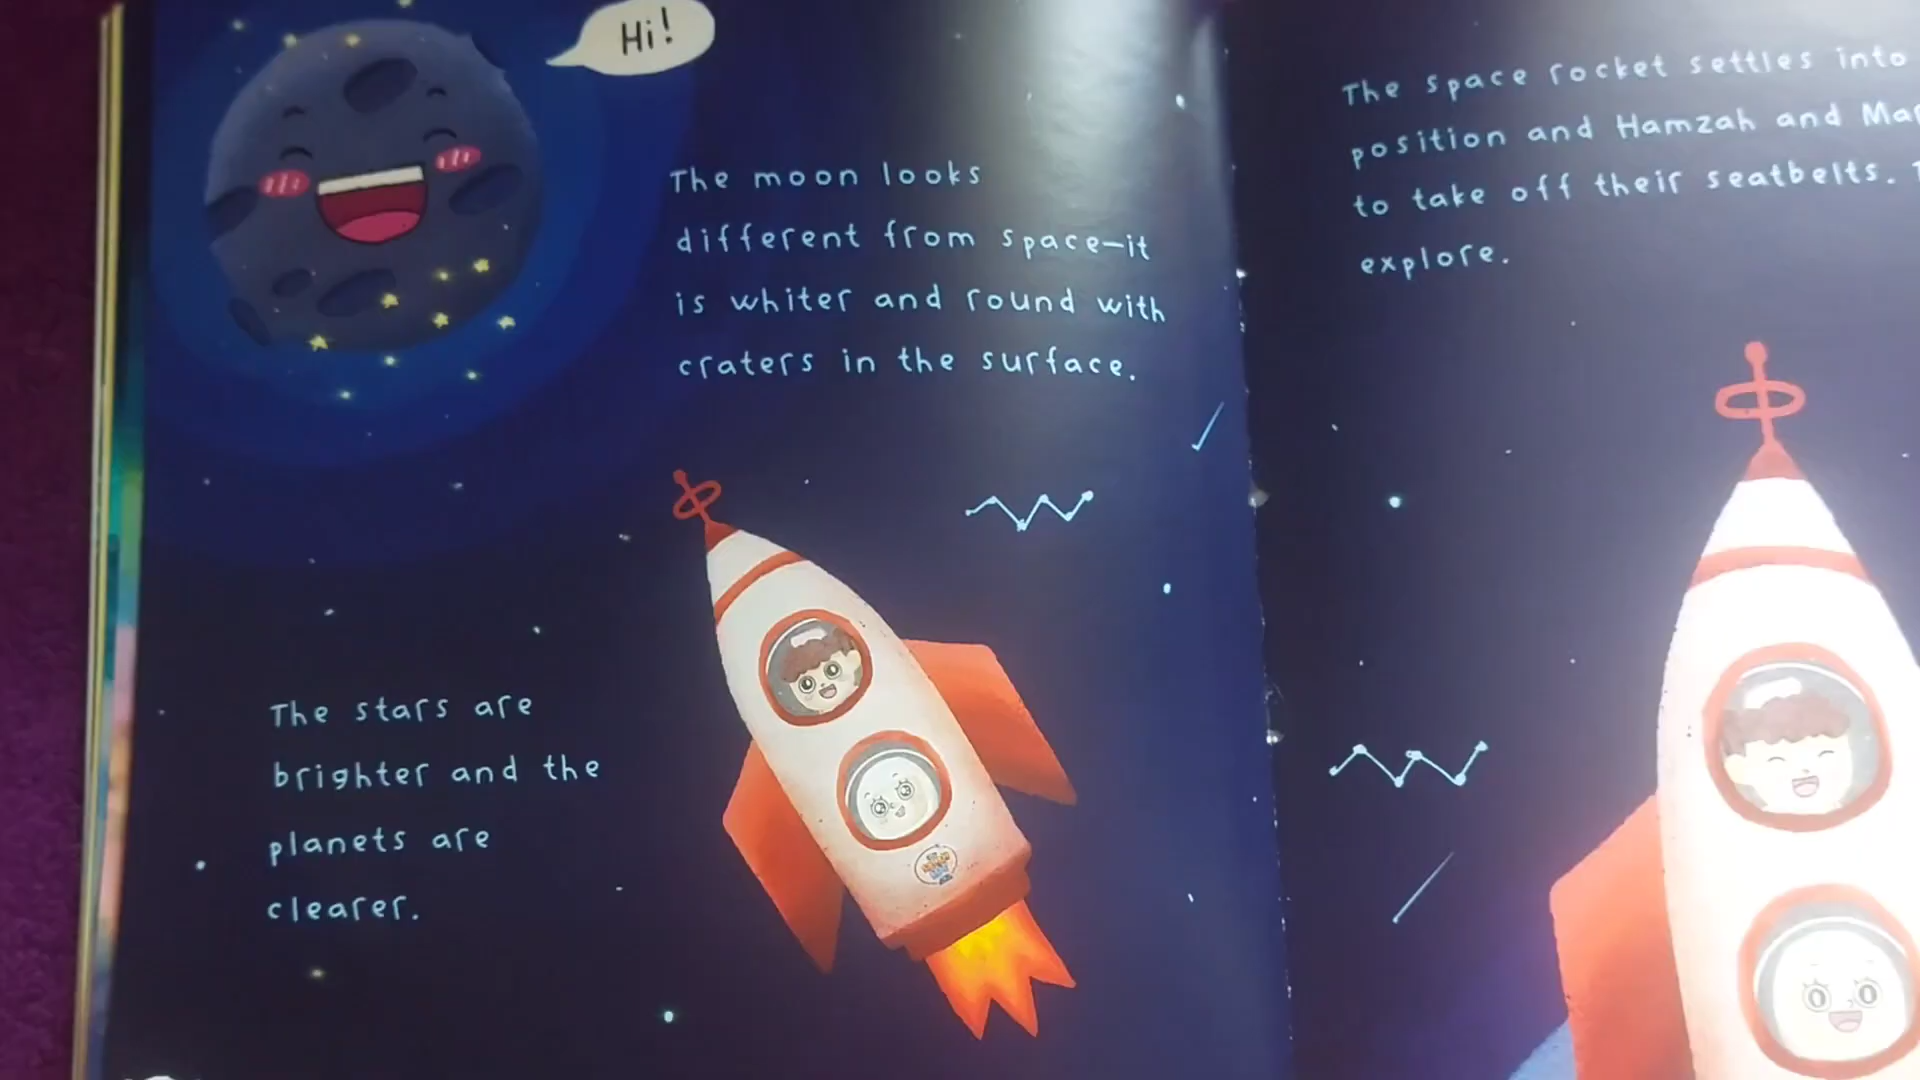 Hi!
The moon looks
different from space—it
is whiter and round with
craters in the surface.
The stars are
brighter and the
planets are
clearer.
The space rocket settles into
position and Hamzah and
to take off their seatbelts.
explore.